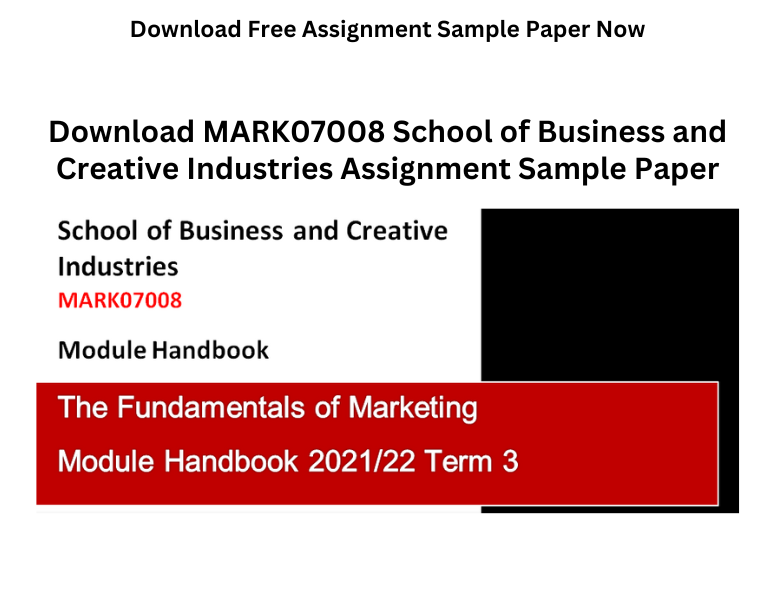 Download Free Assignment Sample Paper Now
Download MARK07008 School of Business and
Creative Industries Assignment Sample Paper
School of Business and Creative
Industries
MARK07008
Module Handbook
The Fundamentals of Marketing
Module Handbook 2021/22 Term 3